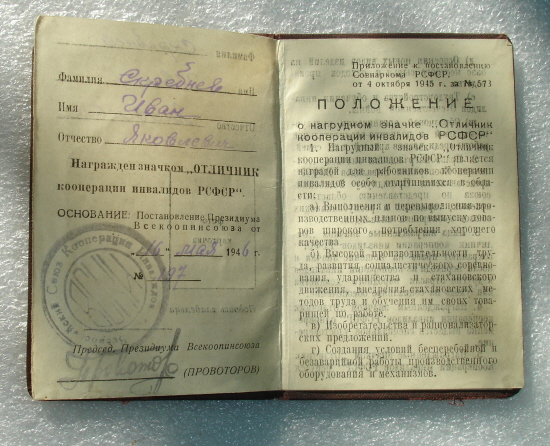 Фамилия Скребнев
Имя Иван
Отчество Яковлевич
Награжден значком „ОТЛИЧНИК
кооперации инвалидов РСФСР".
ОСНОВАНИЕ: Постановление Президиума
Всекоопинсоюза от
„16" мая 1946 г.
№ 197
Председ. Президиума Всекоопинсоюза
(ПРОВОТОРОВ)
Приложение к постановлению
Совнаркома РСФСР
от 4 октября 1945 г. за № 573
ПОЛОЖЕНИЕ
о нагрудном значке „Отличник
кооперации инвалидов РСФСР"
1. Нагрудный значек „Отличник
кооперации инвалидов РСФСР" является
наградой для работников кооперации
инвалидов особо отличившихся в обла-
сти:
а) Выполнения и перевыполнения про-
изводственных планов по выпуску това-
ров широкого потребления хорошего
качества.
б) Высокой производительности тру-
да, развития социалистического соревно-
вания, ударничества и стахановского
движения, внедрения стахановских ме-
тодов труда и обучения им своих това-
рищей по работе.
в) Изобретательства и рационализатор-
ских предложений.
г) Создания условий бесперебойной и
безаварийной работы производственного
оборудования и механизмов.